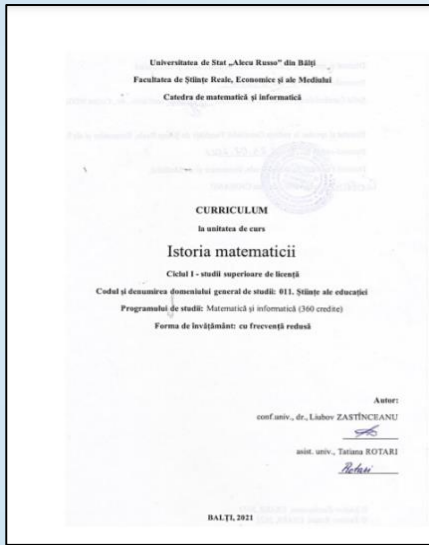 Universitatea de Stat „Alecu Russo” din Bălți
Facultatea de Științe Reale, Economice și ale Mediului
Catedra de matematică și informatică
CURRICULUM
la unitatea de curs
Istoria matematicii
Ciclul I - studii superioare de licență
Codul și denumirea domeniului general de studii: 011. Științe ale educației
Programului de studii: Matematică și informatică (360 credite)
Forma de învățământ: cu frecvență redusă
Autor:
conf.univ., dr., Liubov ZASTÎNCEANU
asist. univ., Tatiana ROTARI
Rotari
BALȚI, 2021